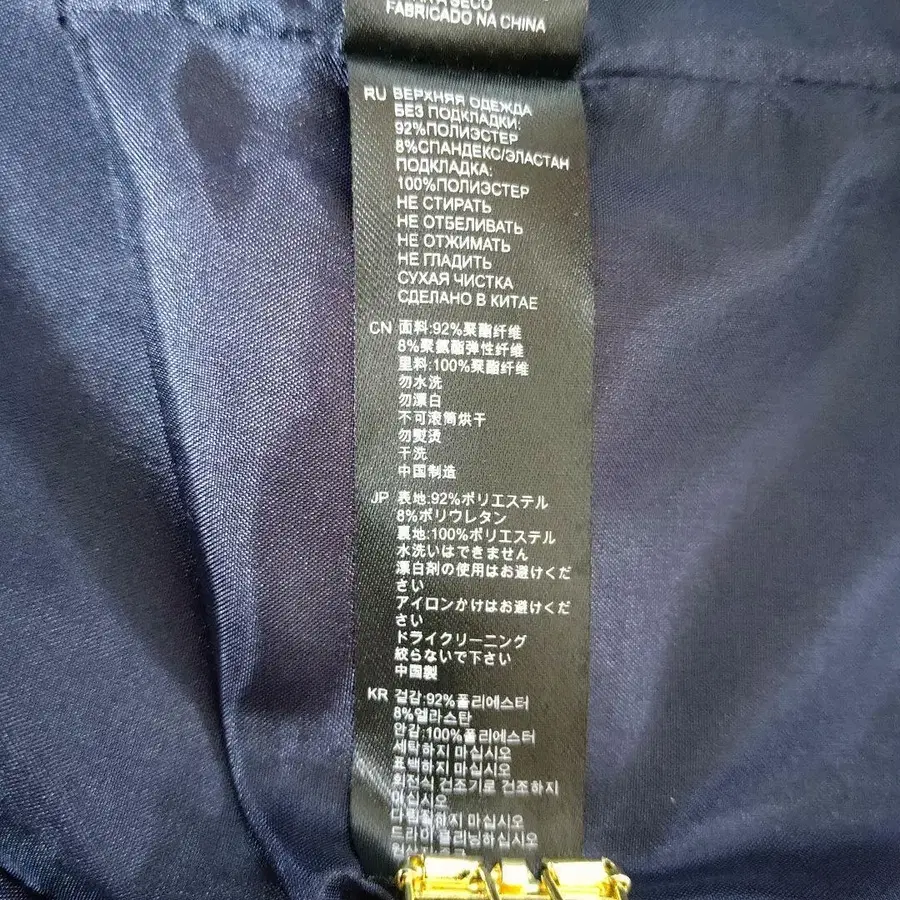 SECO
FABRICADO NA CHINA
RU ВЕРХНЯЯ ОДЕЖДА
БЕЗ ПОДКЛАДКИ:
92%ПОЛИЭСТЕР
8%СПАНДЕКС/ЭЛАСТАН
ПОДКЛАДКА:
100%ПОЛИЭСТЕР
НЕ СТИРАТЬ
НЕ ОТБЕЛИВАТЬ
НЕ ОТЖИМАТЬ
НЕ ГЛАДИТЬ
СУХАЯ ЧИСТКА
СДЕЛАНО В КИТАЕ
CN 面料:92%聚酯纤维
8%聚氨酯弹性纤维
里料:100%聚酯纤维
勿水洗
勿漂白
不可滚筒烘干
勿熨烫
干洗
中国制造
JP 表地:92%ポリエステル
8%ポリウレタン
裏地:100%ポリエステル
水洗いはできません
漂白剤の使用はお避けくだ
さい
アイロンかけはお避けくだ
さい
ドライクリーニング
絞らないで下さい
中国製
KR 겉감:92%폴리에스터
8%엘라스탄
안감:100%폴리에스터
세탁하지 마십시오
표백하지 마십시오
회전식 건조기로 건조하지
마십시오
다림질하지 마십시오
드라이 클리닝하십시오